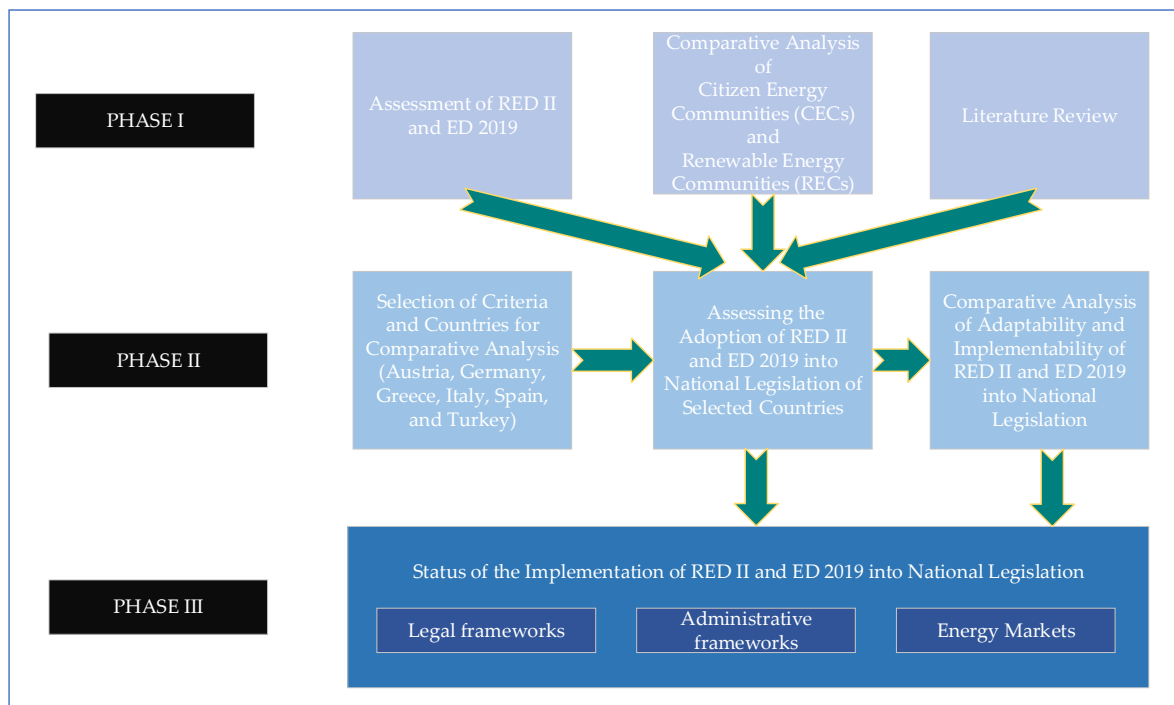 PHASE I
Assessment of RED II
and ED 2019
Comparative Analysis
of
Citizen Energy
Communities (CECs)
and
Renewable Energy
Communities (RECs)
Literature Review
PHASE II
Selection of Criteria
and Countries for
Comparative Analysis
(Austria, Germany,
Greece, Italy, Spain,
and Turkey)
Assessing the
Adoption of RED II
and ED 2019 into
National Legislation of
Selected Countries
Comparative Analysis
of Adaptability and
Implementability of
RED II and ED 2019
into National
Legislation
PHASE III
Status of the Implementation of RED II and ED 2019 into National Legislation
Legal frameworks
Administrative
frameworks
Energy Markets